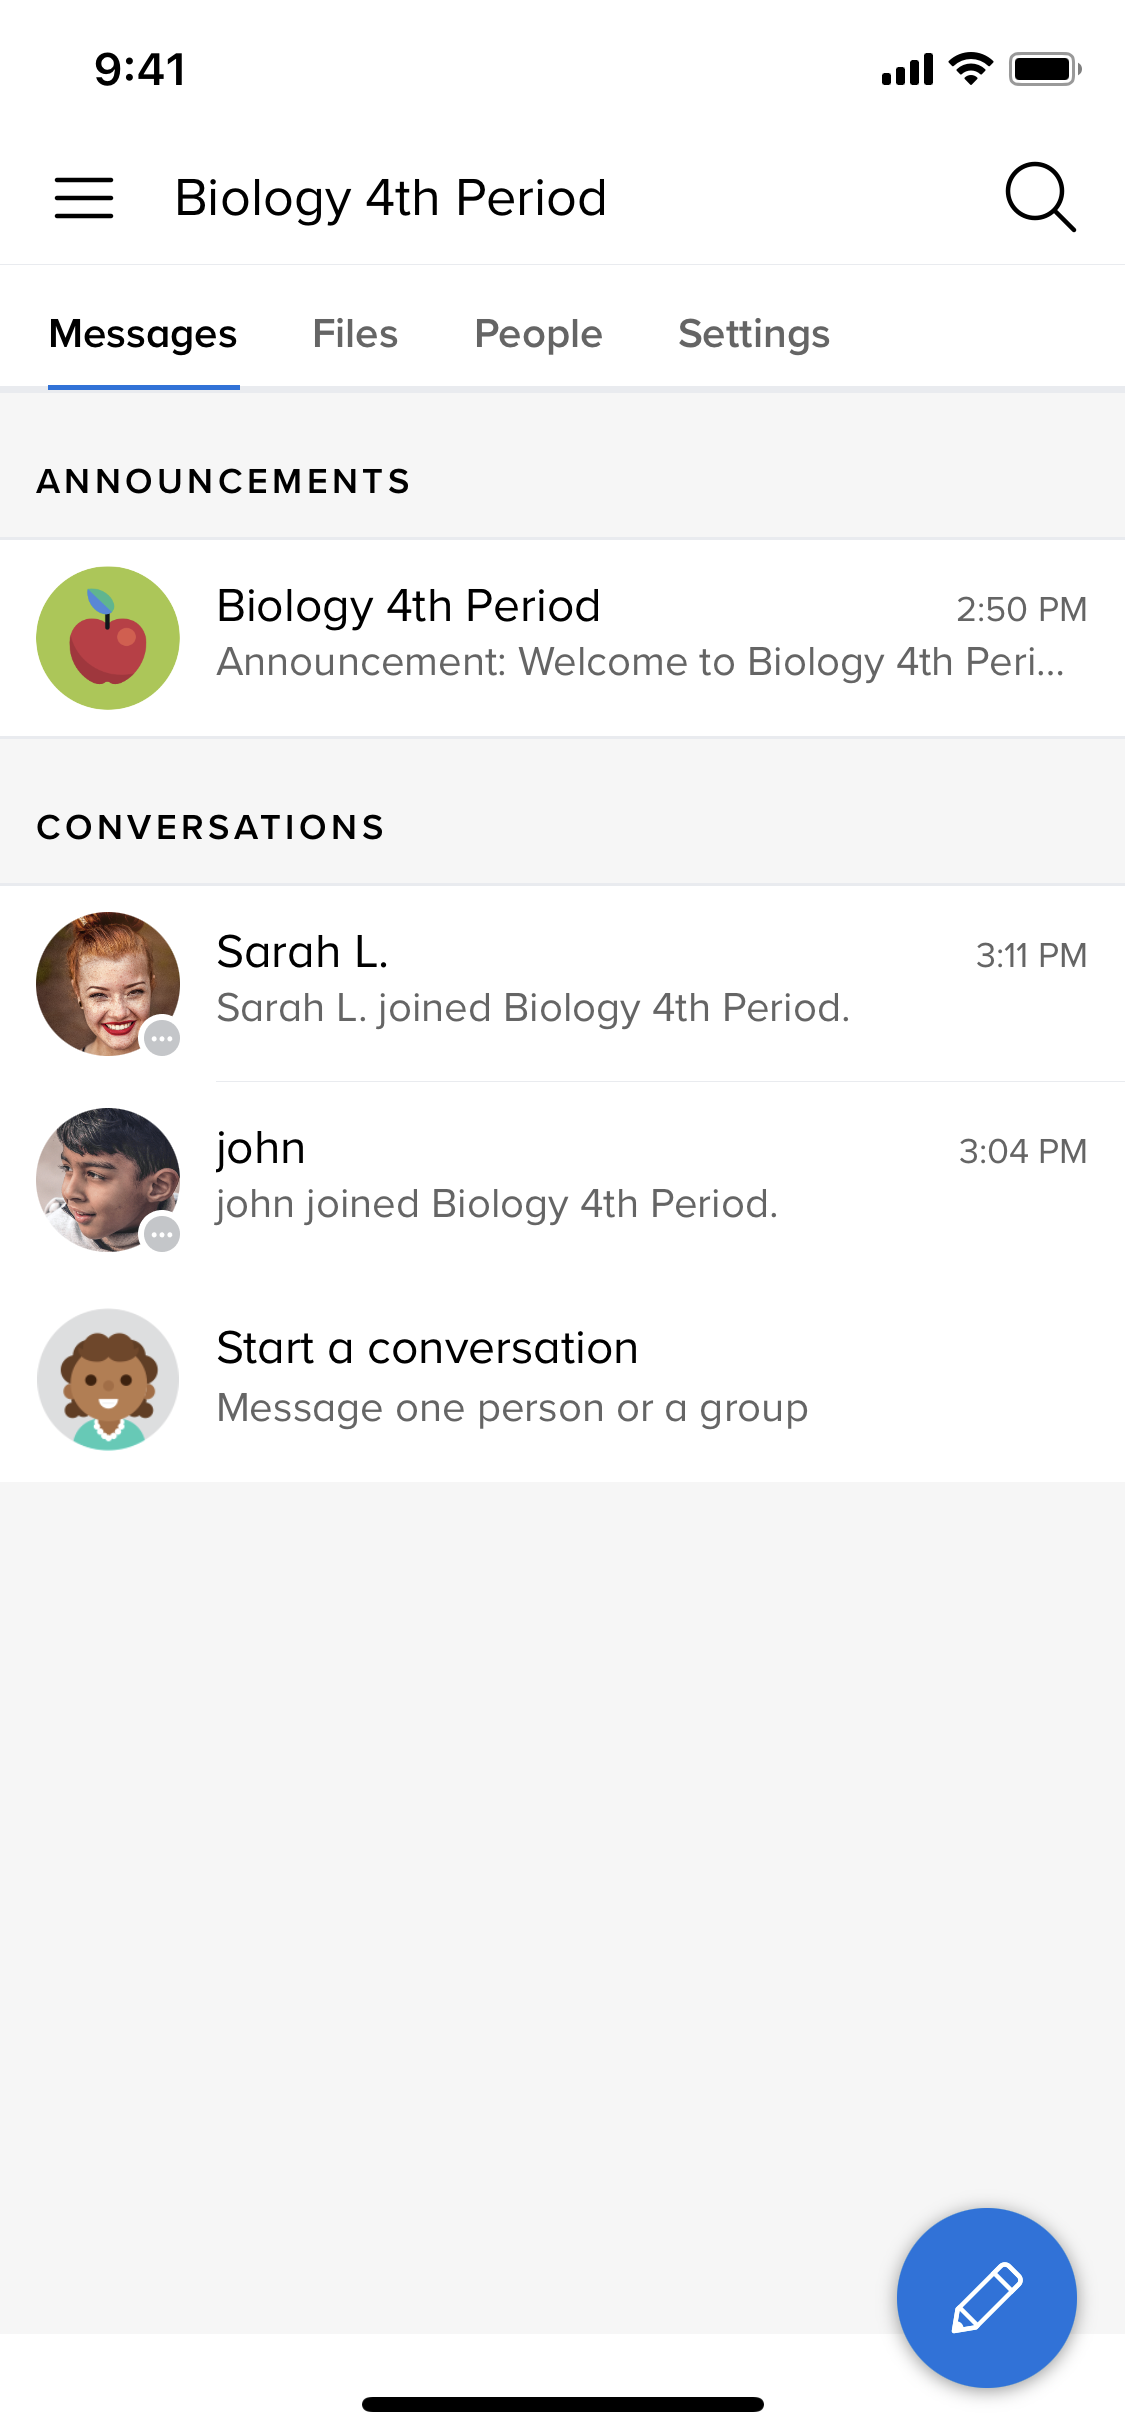 9:41
Biology 4th Period
Messages Files People Settings
ANNOUNCEMENTS
Biology 4th Period 2:50 PM
Announcement: Welcome to Biology 4th Peri...
CONVERSATIONS
Sarah L. 3:11 PM
Sarah L. joined Biology 4th Period.
john 3:04 PM
john joined Biology 4th Period.
Start a conversation
Message one person or a group